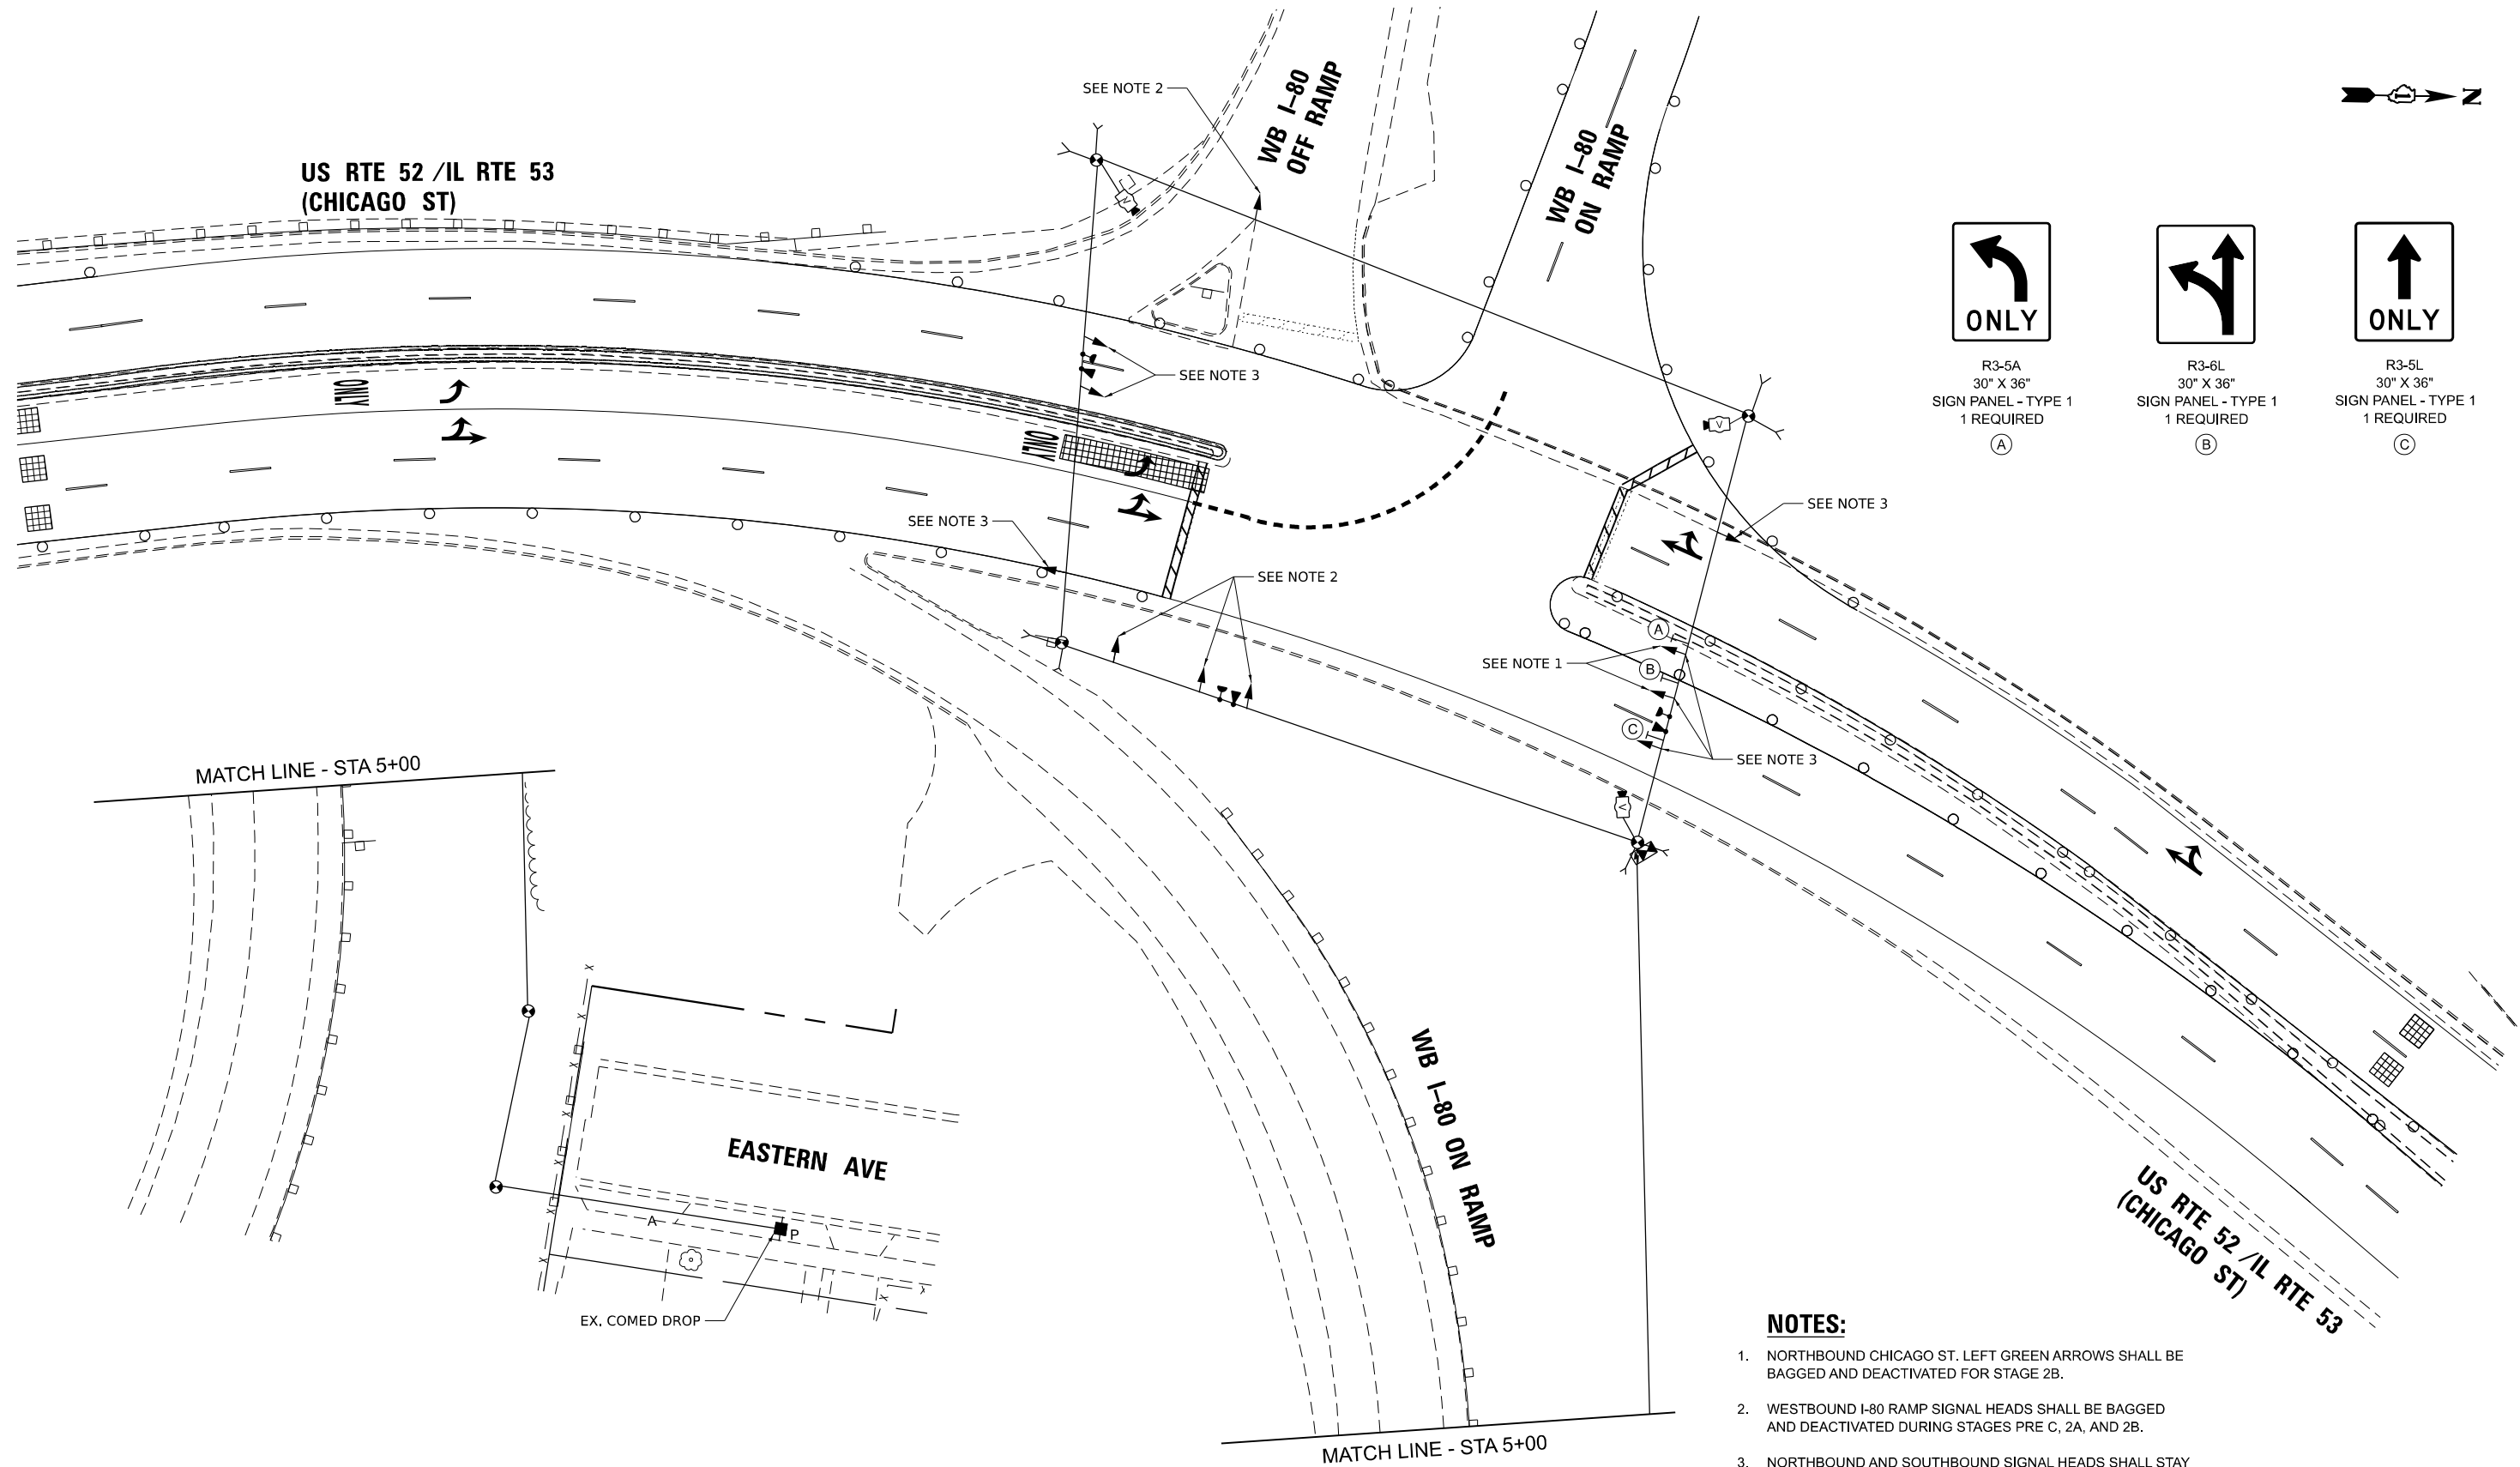 SEE NOTE 2
WB I-80
OFF RAMP
WB I-80
ON RAMP
N
US RTE 52 /IL RTE 53
(CHICAGO ST)
ONLY
R3-5A
30" X 36"
SIGN PANEL - TYPE 1
1 REQUIRED
A
R3-6L
30" X 36"
SIGN PANEL - TYPE 1
1 REQUIRED
B
ONLY
R3-5L
30" X 36"
SIGN PANEL - TYPE 1
1 REQUIRED
C
SEE NOTE 3
ONLY
ONLY
V
SEE NOTE 3
SEE NOTE 3
SEE NOTE 2
SEE NOTE 1
A
B
C
SEE NOTE 3
V
MATCH LINE - STA 5+00
EASTERN AVE
A
P
EX. COMED DROP
WB I-80 ON RAMP
MATCH LINE - STA 5+00
US RTE 52 /IL RTE 53
(CHICAGO ST)
NOTES:
1. NORTHBOUND CHICAGO ST. LEFT GREEN ARROWS SHALL BE
BAGGED AND DEACTIVATED FOR STAGE 2B.
2. WESTBOUND I-80 RAMP SIGNAL HEADS SHALL BE BAGGED
AND DEACTIVATED DURING STAGES PRE C, 2A, AND 2B.
3. NORTHBOUND AND SOUTHBOUND SIGNAL HEADS SHALL STAY